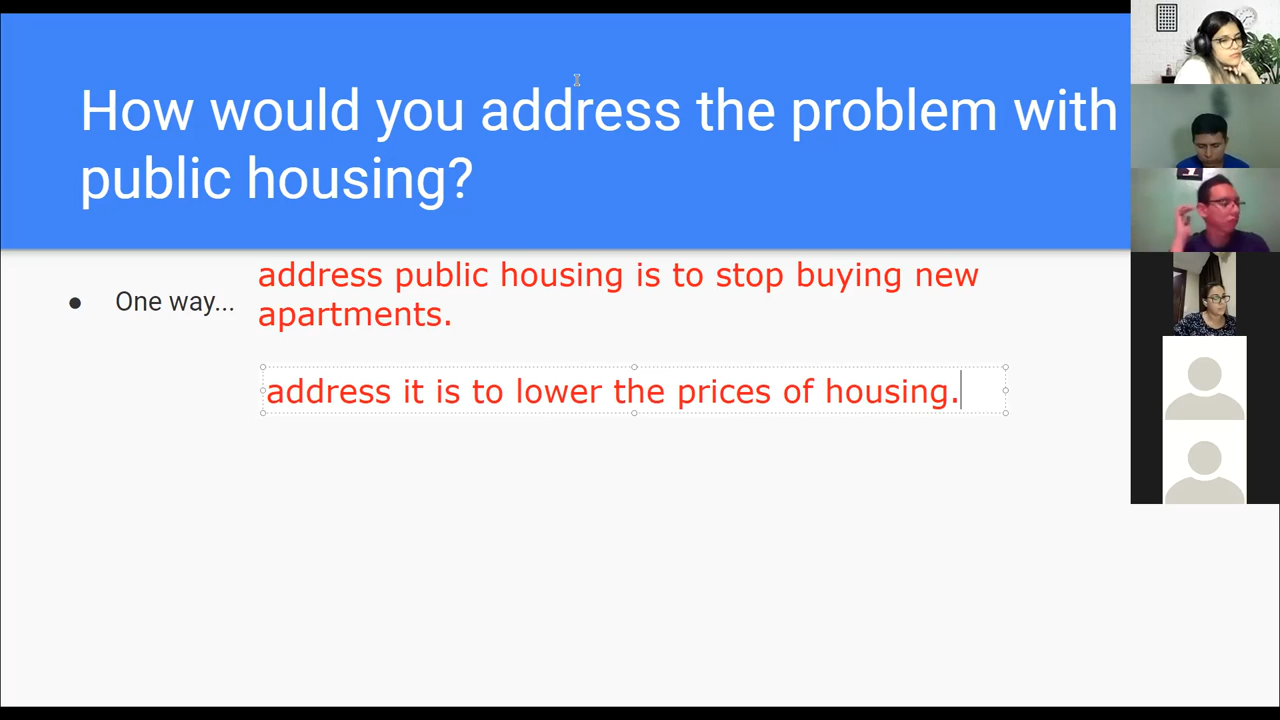 How would you address the problem with
public housing?
address public housing is to stop buying new
● One way...
apartments.
address it is to lower the prices of housing.